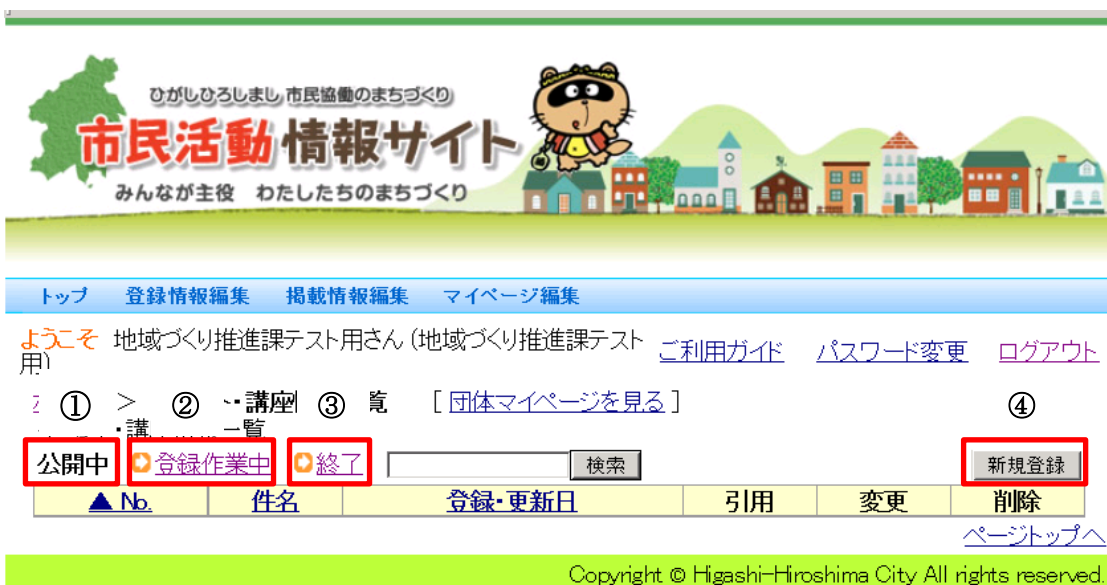 ひがしひろしまし 市民協働のまちづくり
市民活動 情報サイト
みんなが主役 わたしたちのまちづくり
トップ 登録情報編集 掲載情報編集 マイページ編集
ようこそ 地域づくり推進課テスト用さん (地域づくり推進課テスト用)
ご利用ガイド パスワード変更 ログアウト
① > ② ・講座 ③ 覧 [ 団体マイページを見る ] ④
・講 一覧
公開中 登録作業中 終了 検索 新規登録
▲ No. 件名 登録・更新日 引用 変更 削除
ページトップへ
Copyright © Higashi-Hiroshima City All rights reserved